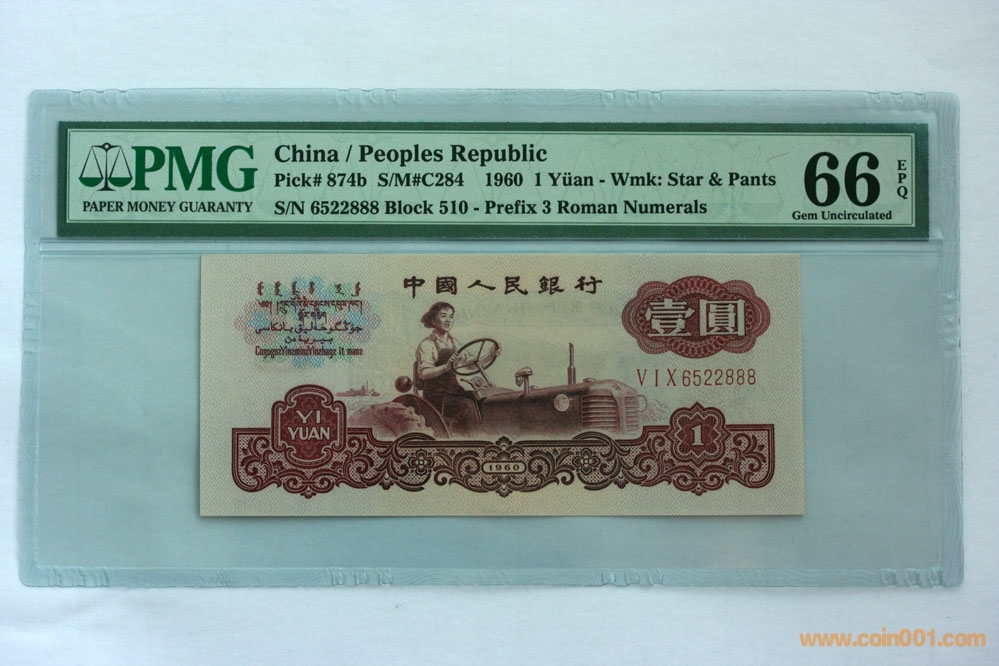 PMG
PAPER MONEY GUARANTY
China / Peoples Republic
Pick# 874b S/M#C284 1960 1 Yüan - Wmk: Star & Pants
S/N 6522888 Block 510 - Prefix 3 Roman Numerals
66
EPQ
Gem Uncirculated
中國人民銀行
壹圓
VIX6522888
YI
YUAN
1960
1
www.coin001.com